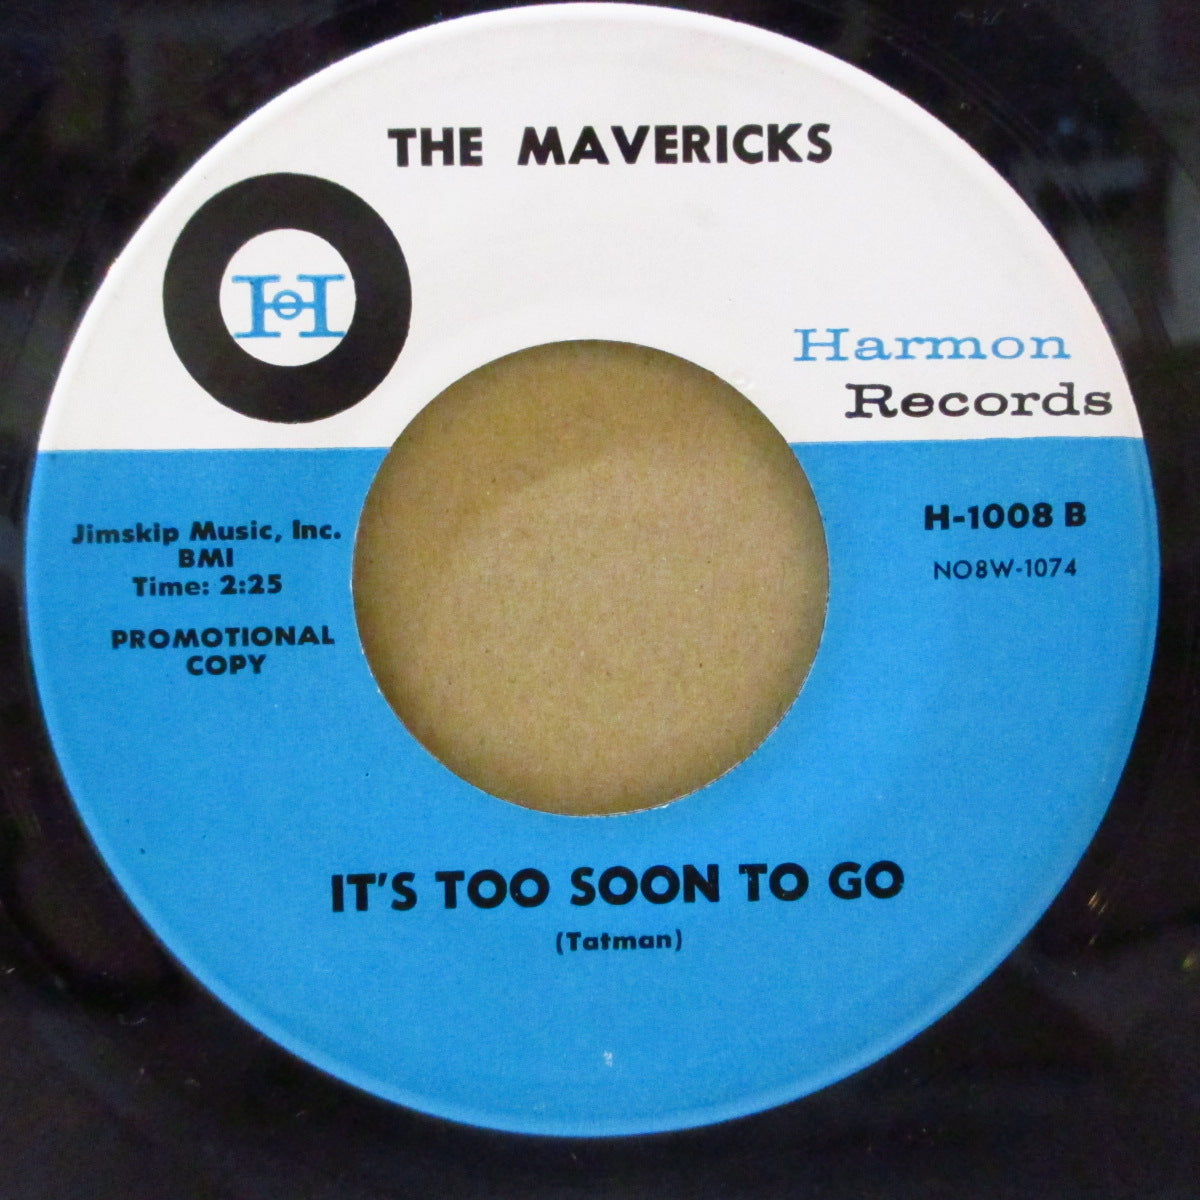 THE MAVERICKS
H
Harmon
Records
Jimskip Music, Inc.
BMI
Time: 2:25
PROMOTIONAL
COPY
H-1008 B
NO8W-1074
IT'S TOO SOON TO GO
(Tatman)